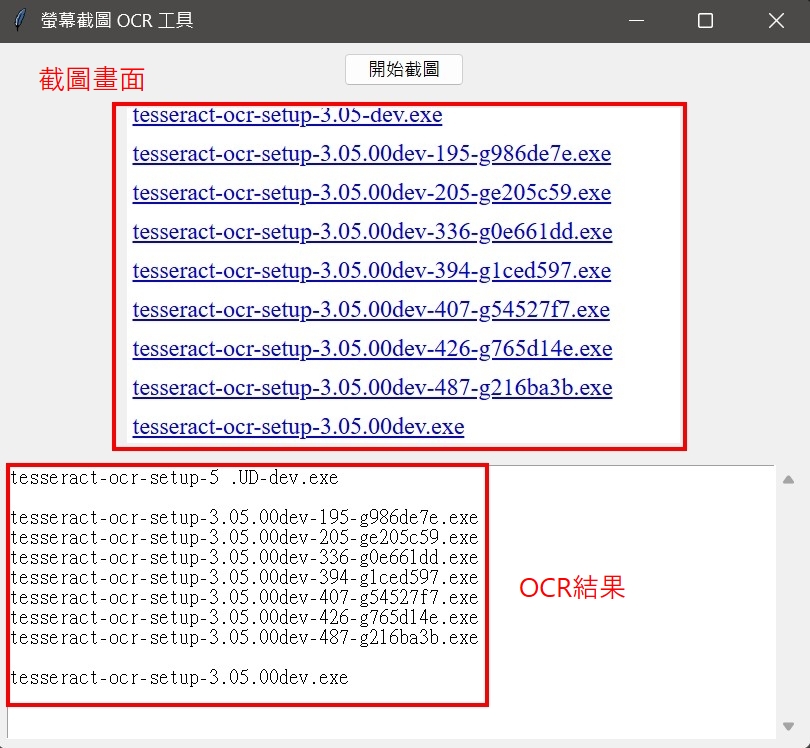 螢幕截圖 OCR 工具
開始截圖
截圖畫面
tesseract-ocr-setup-3.05-dev.exe
tesseract-ocr-setup-3.05.00dev-195-g986de7e.exe
tesseract-ocr-setup-3.05.00dev-205-ge205c59.exe
tesseract-ocr-setup-3.05.00dev-336-g0e661dd.exe
tesseract-ocr-setup-3.05.00dev-394-g1ced597.exe
tesseract-ocr-setup-3.05.00dev-407-g54527f7.exe
tesseract-ocr-setup-3.05.00dev-426-g765d14e.exe
tesseract-ocr-setup-3.05.00dev-487-g216ba3b.exe
tesseract-ocr-setup-3.05.00dev.exe
tesseract-ocr-setup-5 .UD-dev.exe
tesseract-ocr-setup-3.05.00dev-195-g986de7e.exe
tesseract-ocr-setup-3.05.00dev-205-ge205c59.exe
tesseract-ocr-setup-3.05.00dev-336-g0e661dd.exe
tesseract-ocr-setup-3.05.00dev-394-g1ced597.exe
tesseract-ocr-setup-3.05.00dev-407-g54527f7.exe
tesseract-ocr-setup-3.05.00dev-426-g765d14e.exe
tesseract-ocr-setup-3.05.00dev-487-g216ba3b.exe
tesseract-ocr-setup-3.05.00dev.exe
OCR結果